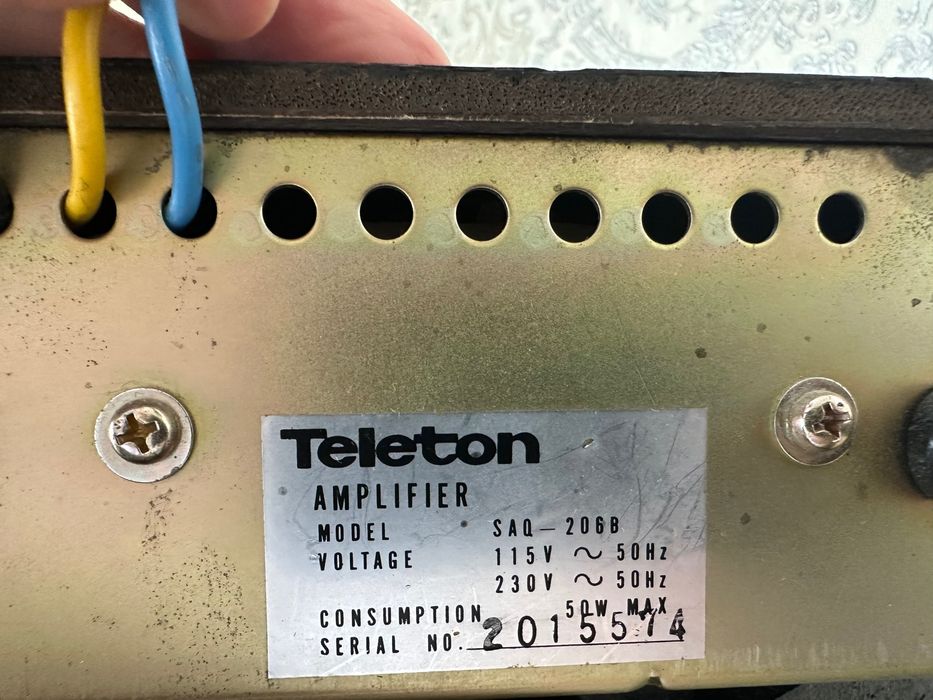 Teleton
AMPLIFIER
MODEL SAQ-206B
VOLTAGE 115V ~ 50Hz
230V ~ 50Hz
CONSUMPTION 50W MAX
SERIAL NO. 2015574